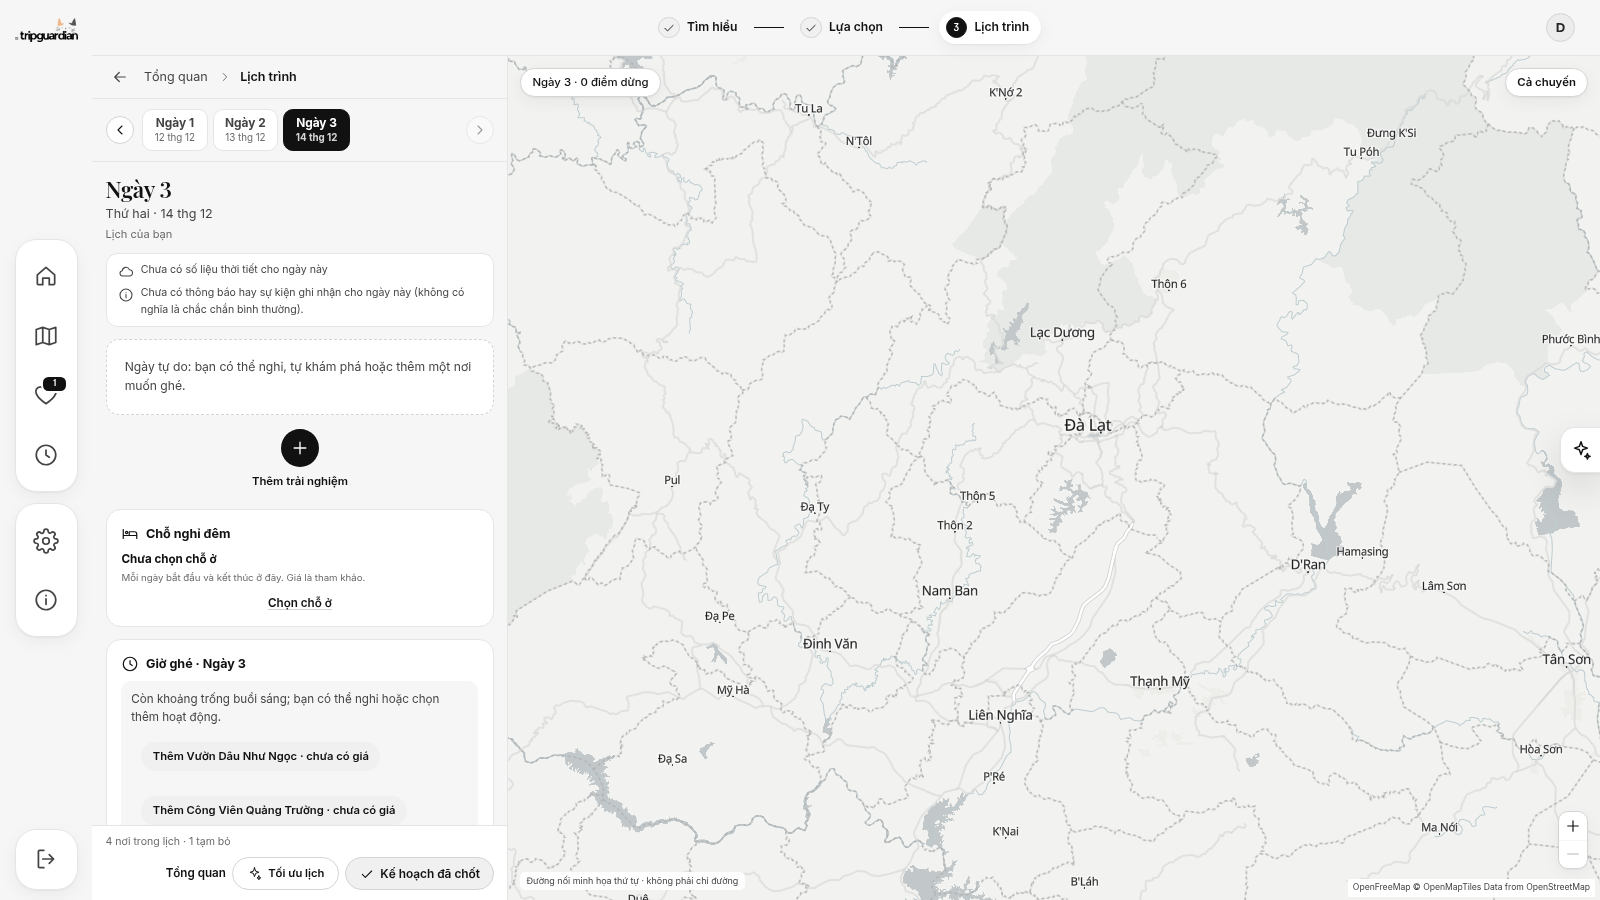 tripguardian
Tìm hiểu
Lựa chọn
3 Lịch trình
D
Tổng quan
Lịch trình
Ngày 1
12 thg 12
Ngày 2
13 thg 12
Ngày 3
14 thg 12
Ngày 3
Thứ hai · 14 thg 12
Lịch của bạn
Chưa có số liệu thời tiết cho ngày này
Chưa có thông báo hay sự kiện ghi nhận cho ngày này (không có
nghĩa là chắc chắn bình thường).
Ngày tự do: bạn có thể nghỉ, tự khám phá hoặc thêm một nơi
muốn ghé.
Thêm trải nghiệm
Chỗ nghỉ đêm
Chưa chọn chỗ ở
Mỗi ngày bắt đầu và kết thúc ở đây. Giá là tham khảo.
Chọn chỗ ở
Giờ ghé · Ngày 3
Còn khoảng trống buổi sáng; bạn có thể nghỉ hoặc chọn
thêm hoạt động.
Thêm Vườn Dâu Như Ngọc · chưa có giá
Thêm Công Viên Quảng Trường · chưa có giá
4 nơi trong lịch · 1 tạm bỏ
Tổng quan
Tối ưu lịch
Kế hoạch đã chốt
1
Ngày 3 · 0 điểm dừng
Cả chuyến
K'Nớ 2
Tu La
N'Tôl
Đưng K'Si
Tu Póh
Thôn 6
Lạc Dương
Phước Bình
Đà Lạt
Pul
Đạ Ty
Thôn 5
Thôn 2
Hamasing
D'Ran
Lâm Sơn
Nam Ban
Đạ Pe
Đinh Văn
Tân Sơn
Mỹ Hà
Thạnh Mỹ
Liên Nghĩa
Đạ Sa
Hòa Sơn
P'Ré
K'Nai
Ma Nới
B'Láh
Duê
Đường nối minh họa thứ tự · không phải chỉ đường
OpenFreeMap © OpenMapTiles Data from OpenStreetMap